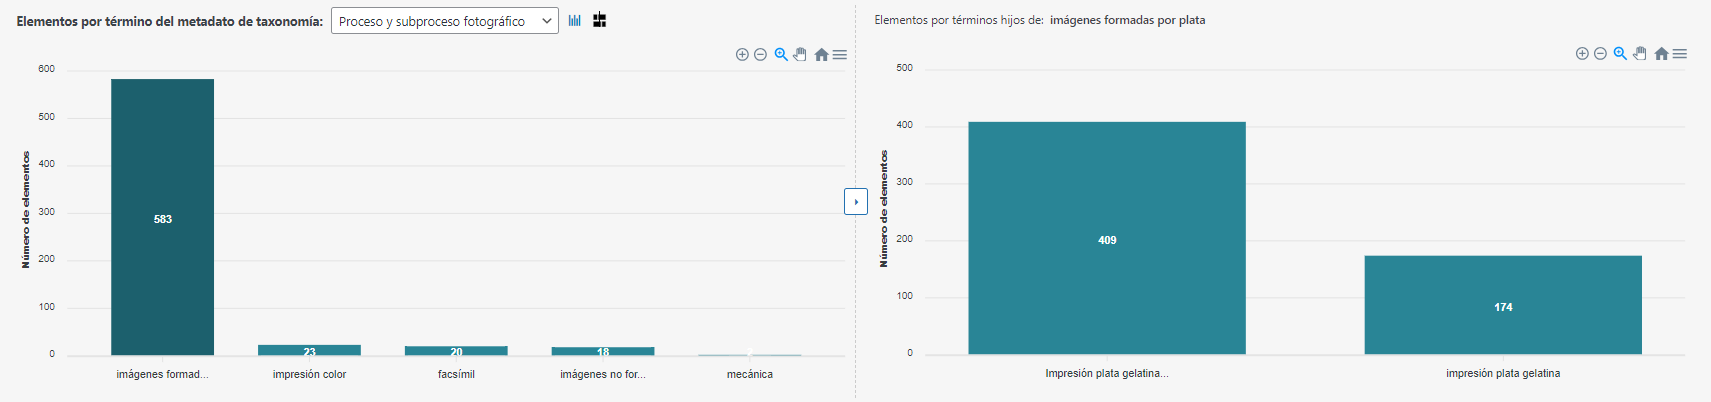 Elementos por término del metadato de taxonomía: Proceso y subproceso fotográfico
Número de elementos
600
500
400
300
200
100
0
583
23
20
18
imágenes formad...
impresión color
facsímil
imágenes no for...
mecánica
Elementos por términos hijos de: imágenes formadas por plata
Número de elementos
500
400
300
200
100
0
409
174
Impresión plata gelatina...
impresión plata gelatina